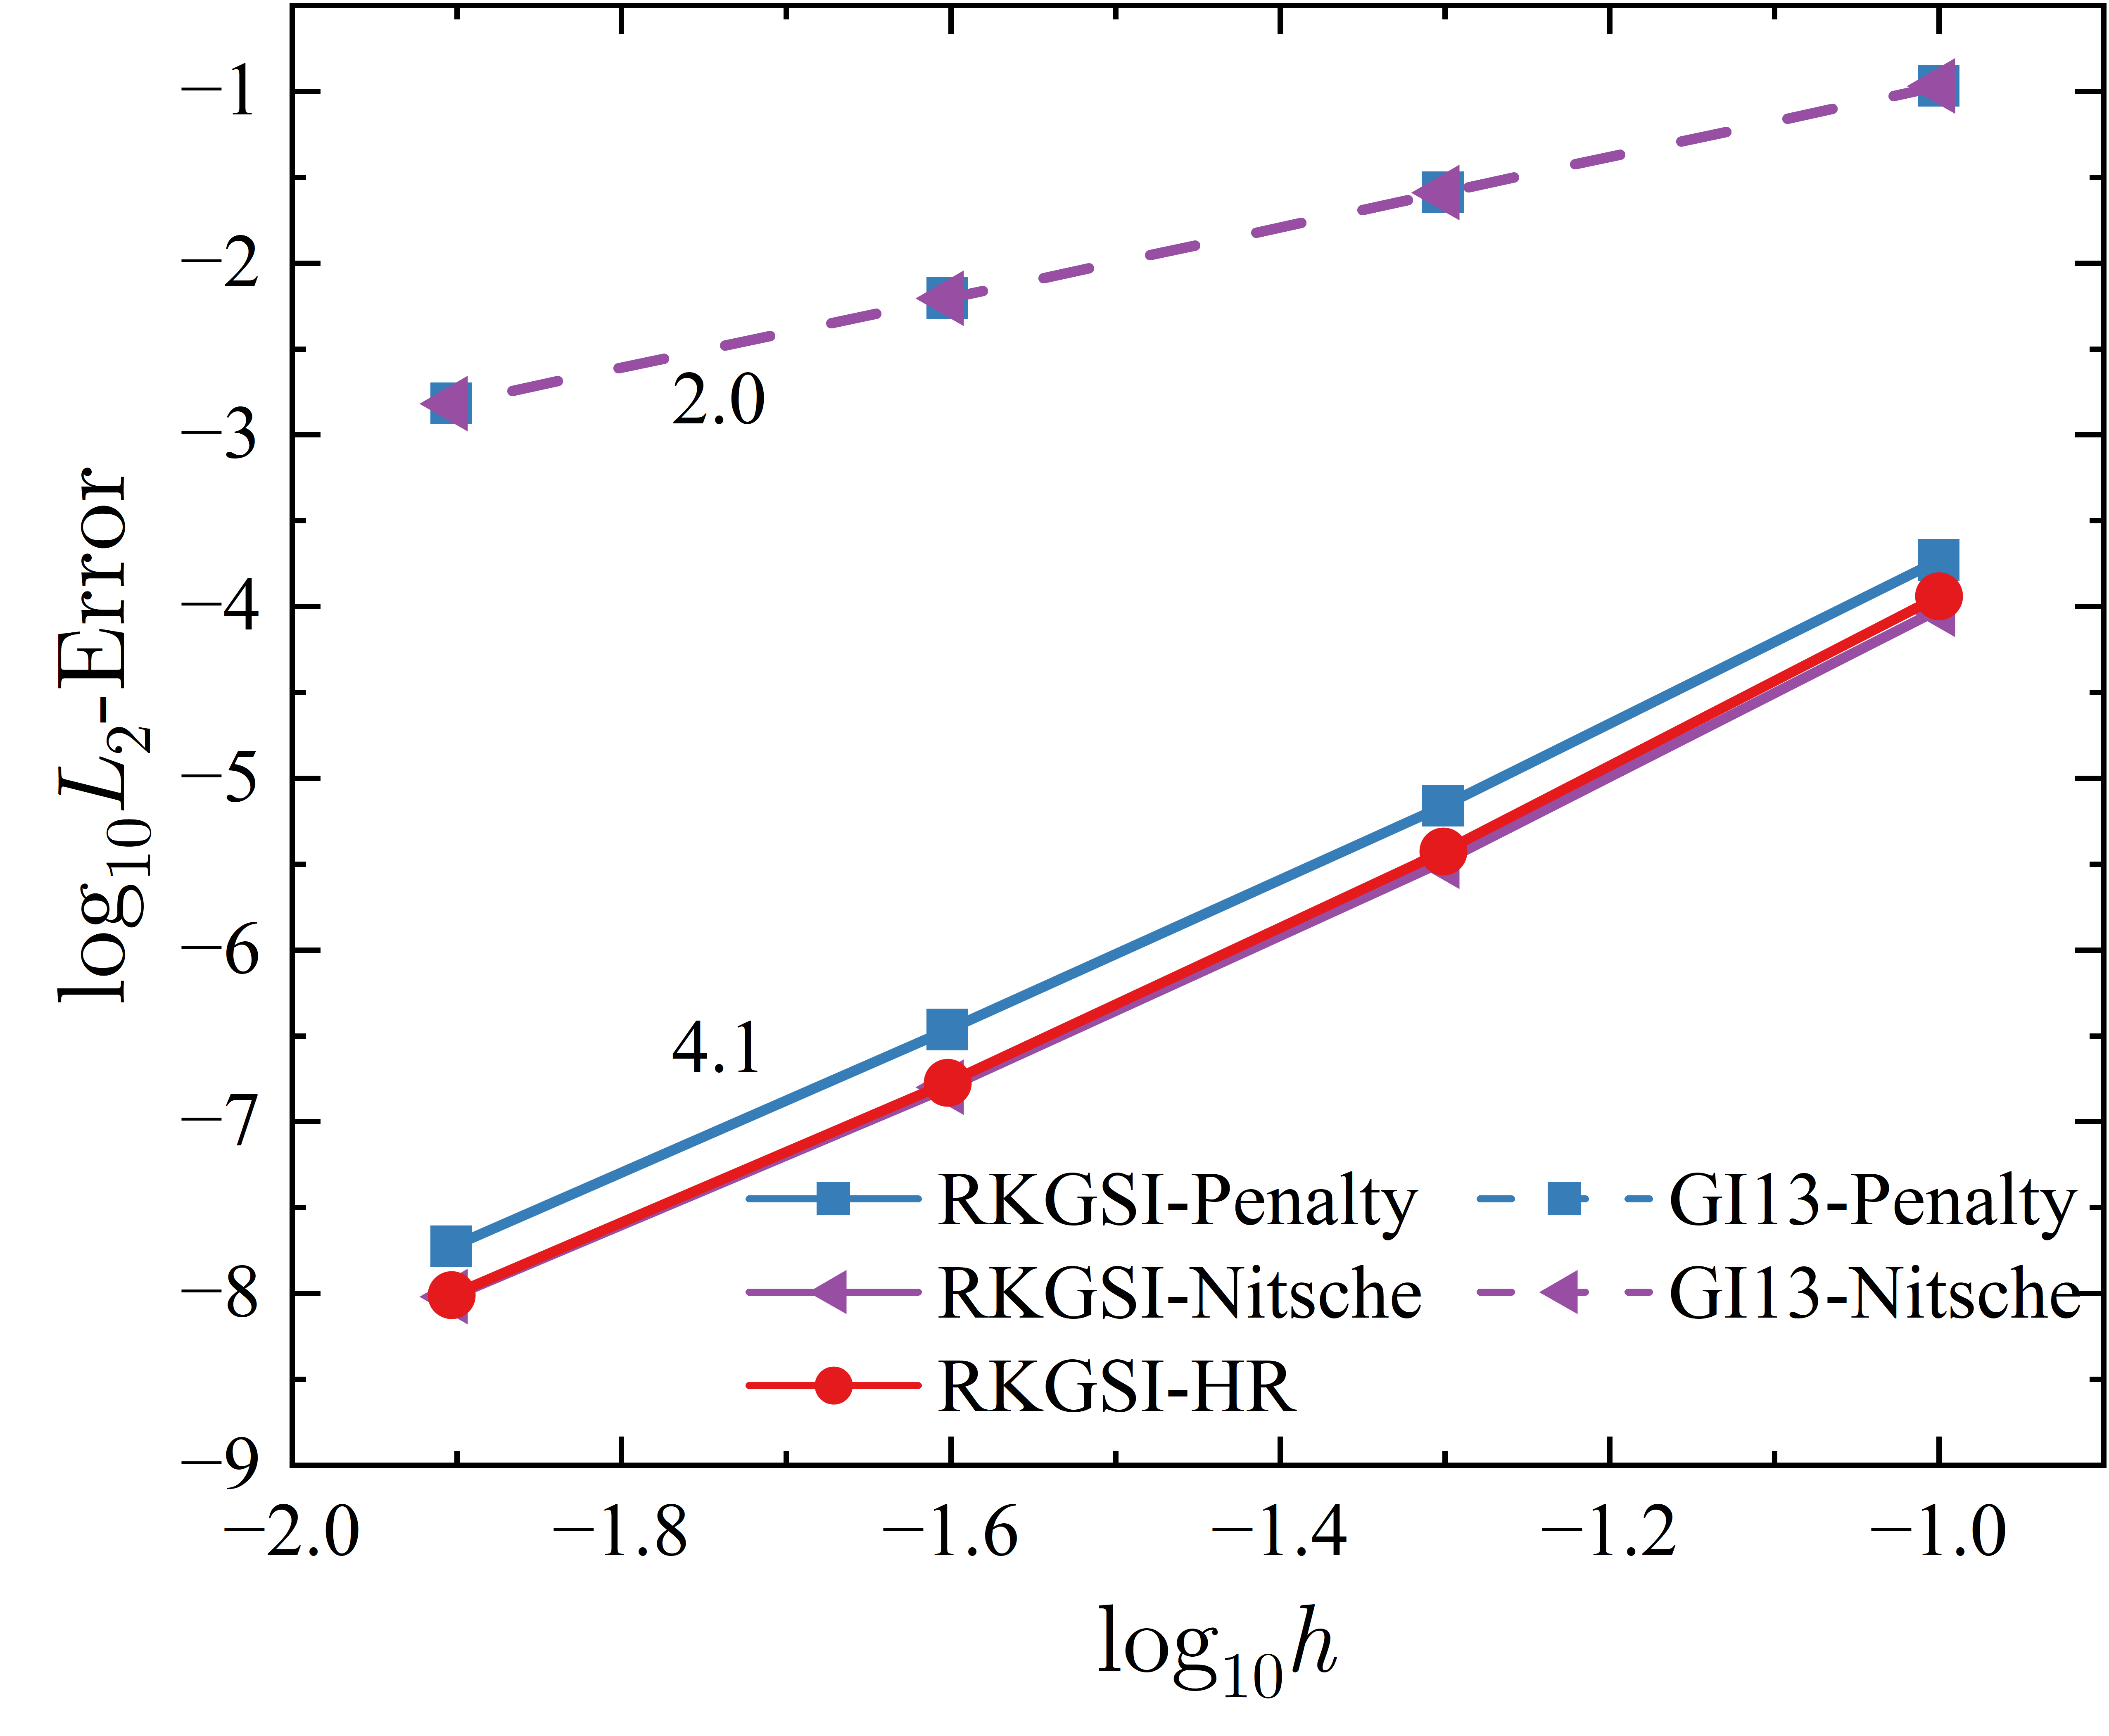 log₁₀L₂-Error
−1
−2
−3
−4
−5
−6
−7
−8
−9
2.0
4.1
RKGSI-Penalty
GI13-Penalty
RKGSI-Nitsche
GI13-Nitsche
RKGSI-HR
−2.0 −1.8 −1.6 −1.4 −1.2 −1.0
log₁₀h